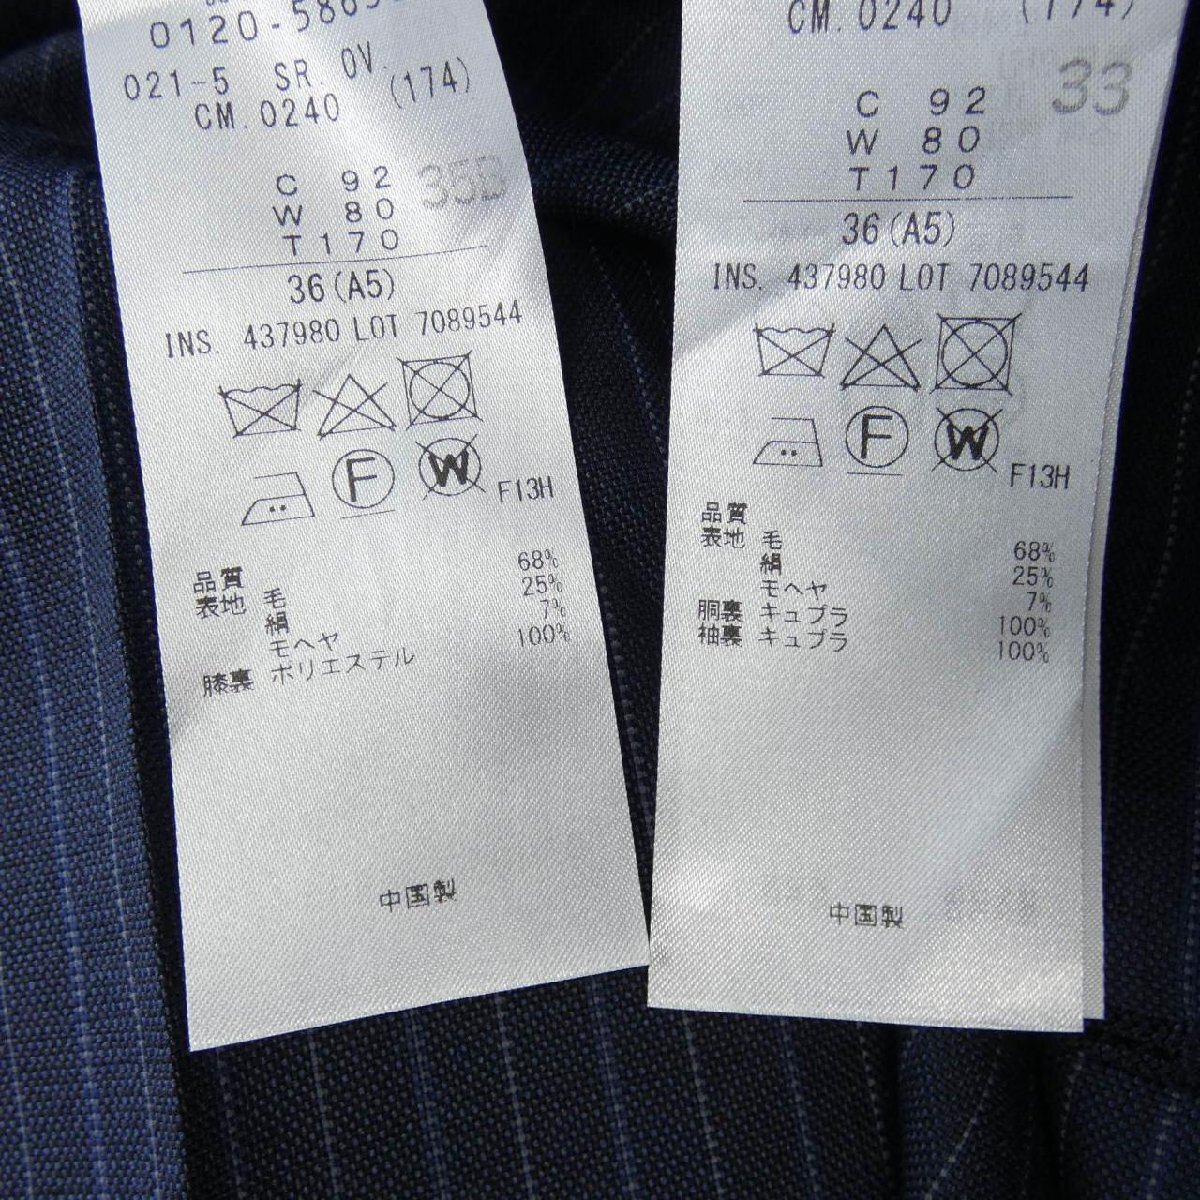 021-5 SR. OV.
CM. 0240 (174)
C 92
W 80
T170
35B
36(A5)
INS. 437980 LOT 7089544
F
W
F13H
品質
表地 毛 68%
絹 25%
モヘヤ 7%
膝裏 ポリエステル 100%
中国製
CM. 0240 (174)
33
C 92
W 80
T170
36(A5)
INS. 437980 LOT 7089544
F
W
F13H
品質
表地 毛 68%
絹 25%
モヘヤ 7%
胴裏 キュプラ 100%
袖裏 キュプラ 100%
中国製